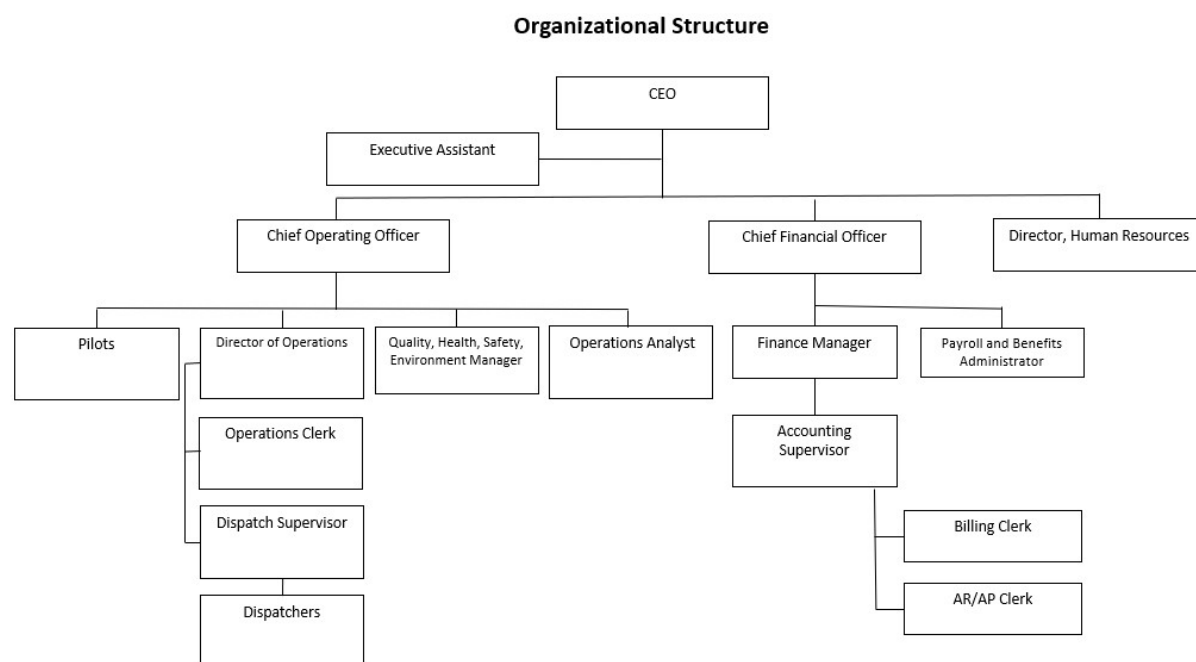 Organizational Structure
CEO
Executive Assistant
Chief Operating Officer
Chief Financial Officer
Director, Human Resources
Pilots
Director of Operations
Quality, Health, Safety,
Environment Manager
Operations Analyst
Finance Manager
Payroll and Benefits
Administrator
Operations Clerk
Accounting
Supervisor
Dispatch Supervisor
Billing Clerk
Dispatchers
AR/AP Clerk